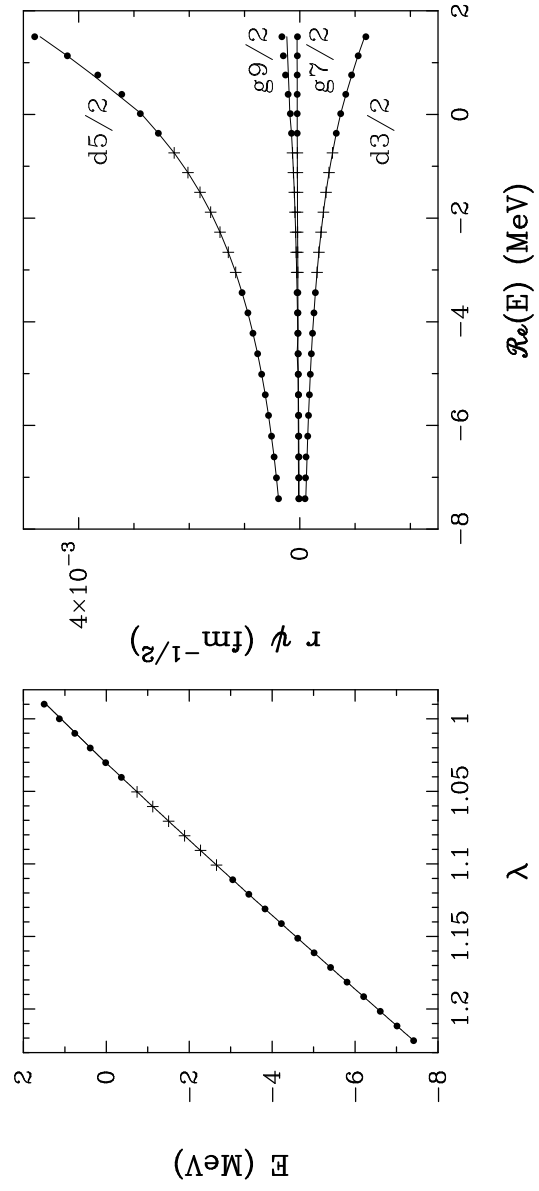 E (MeV)
2
0
−2
−4
−6
−8
1.2
1.15
1.1
1.05
1
λ
r ψ (fm⁻¹/²)
4×10⁻³
0
d5/2
g9/2
g7/2
d3/2
−8
−6
−4
−2
0
2
ℛℯ(E) (MeV)